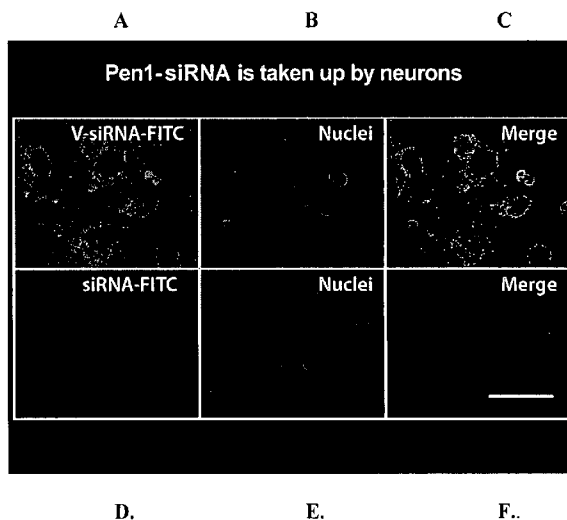 A B C
Pen1-siRNA is taken up by neurons
V-siRNA-FITC Nuclei Merge
siRNA-FITC Nuclei Merge
D. E. F..